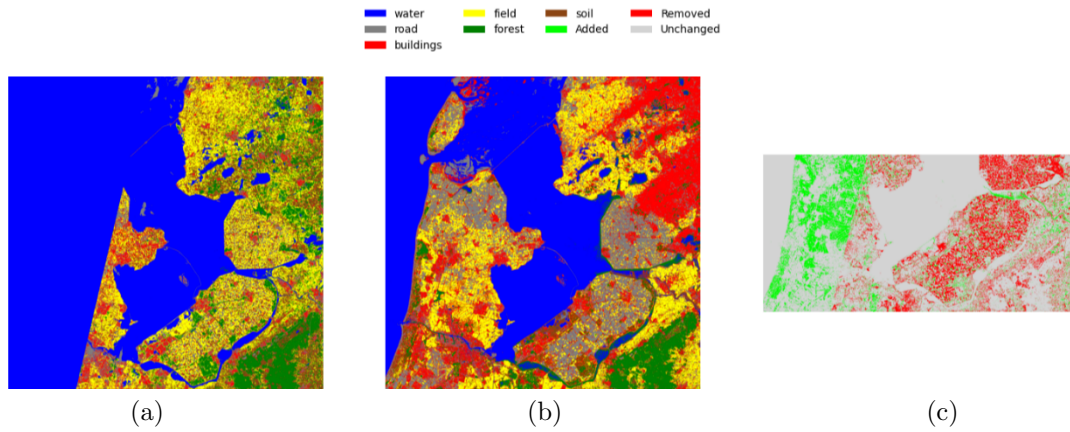 water field soil Removed
road forest Added Unchanged
buildings
(a) (b) (c)